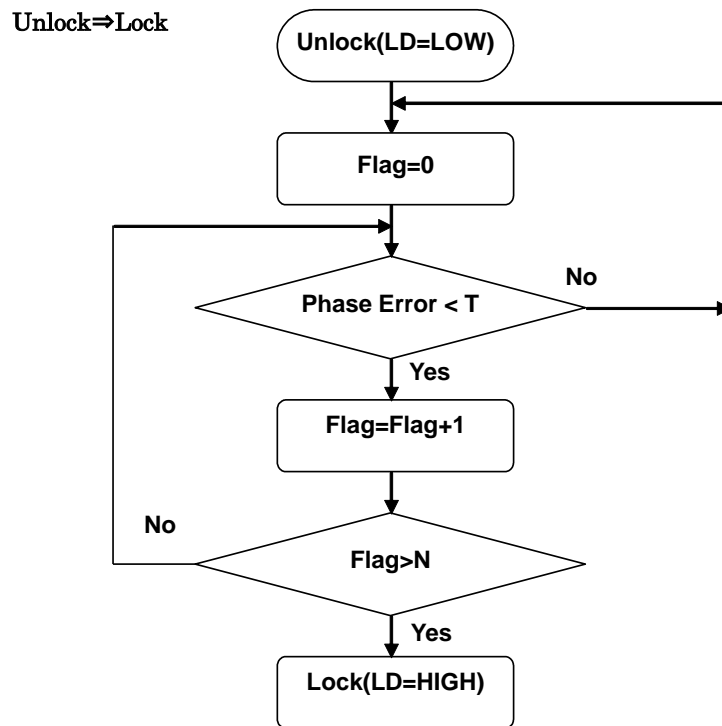 Unlock⇒Lock
Unlock(LD=LOW)
Flag=0
Phase Error < T
No
Yes
Flag=Flag+1
No
Flag>N
Yes
Lock(LD=HIGH)